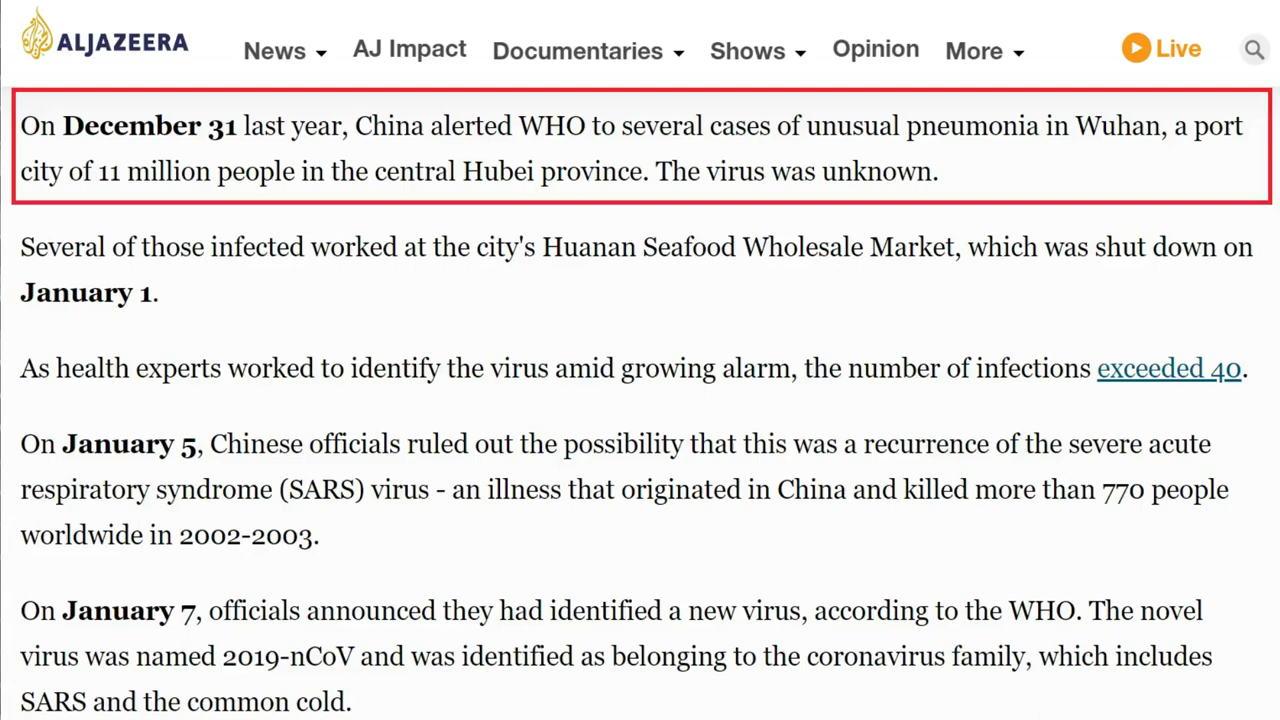 ALJAZEERA
News AJ Impact Documentaries Shows Opinion More Live
On December 31 last year, China alerted WHO to several cases of unusual pneumonia in Wuhan, a port
city of 11 million people in the central Hubei province. The virus was unknown.
Several of those infected worked at the city's Huanan Seafood Wholesale Market, which was shut down on
January 1.
As health experts worked to identify the virus amid growing alarm, the number of infections exceeded 40.
On January 5, Chinese officials ruled out the possibility that this was a recurrence of the severe acute
respiratory syndrome (SARS) virus - an illness that originated in China and killed more than 770 people
worldwide in 2002-2003.
On January 7, officials announced they had identified a new virus, according to the WHO. The novel
virus was named 2019-nCoV and was identified as belonging to the coronavirus family, which includes
SARS and the common cold.